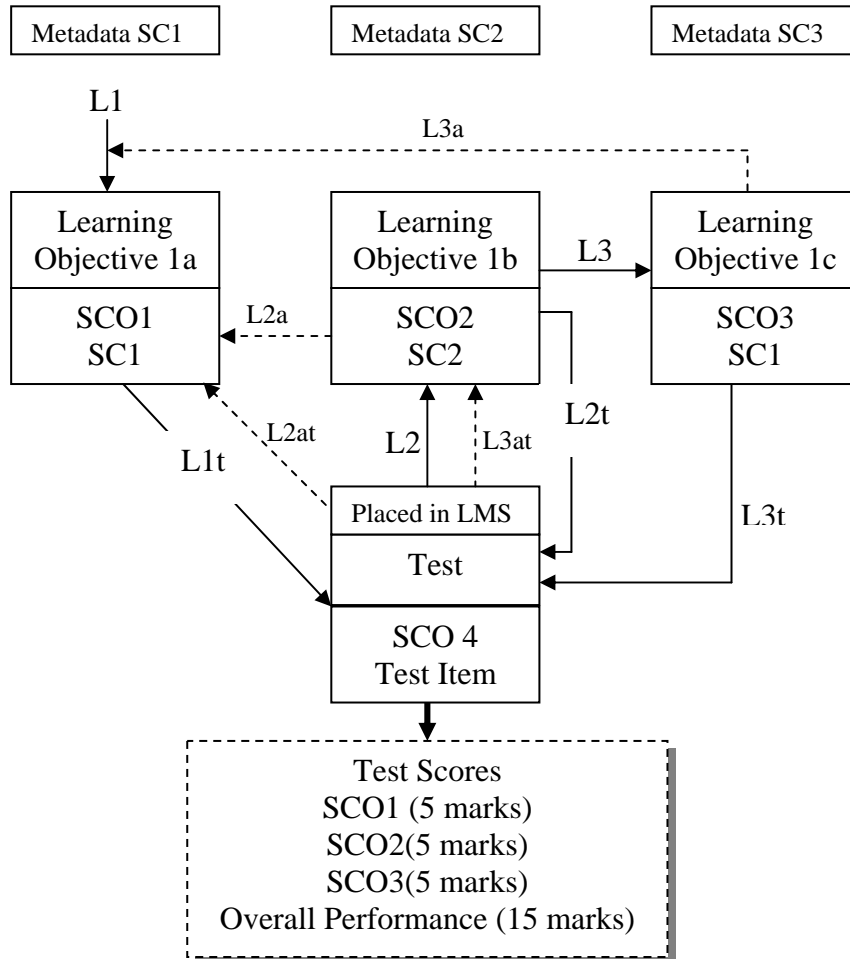 Metadata SC1
Metadata SC2
Metadata SC3
L1
L3a
Learning
Objective 1a
Learning
Objective 1b
L3
Learning
Objective 1c
SCO1
SC1
L2a
SCO2
SC2
SCO3
SC1
L2at
L1t
L2
L3at
L2t
L3t
Placed in LMS
Test
SCO 4
Test Item
Test Scores
SCO1 (5 marks)
SCO2(5 marks)
SCO3(5 marks)
Overall Performance (15 marks)